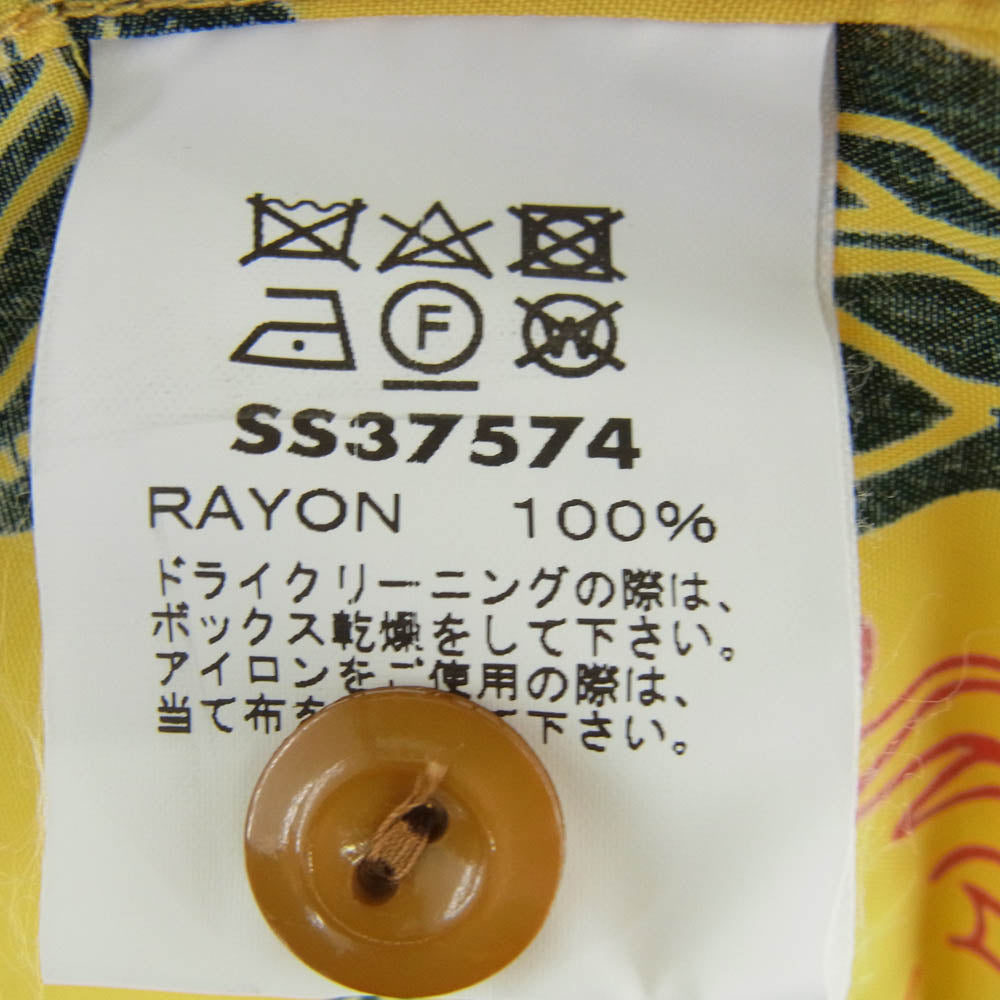 F
W
SS37574
RAYON 100%
ドライクリーニングの際は、
ボックス乾燥をして下さい。
アイロンをご使用の際は、
当て布を て下さい。